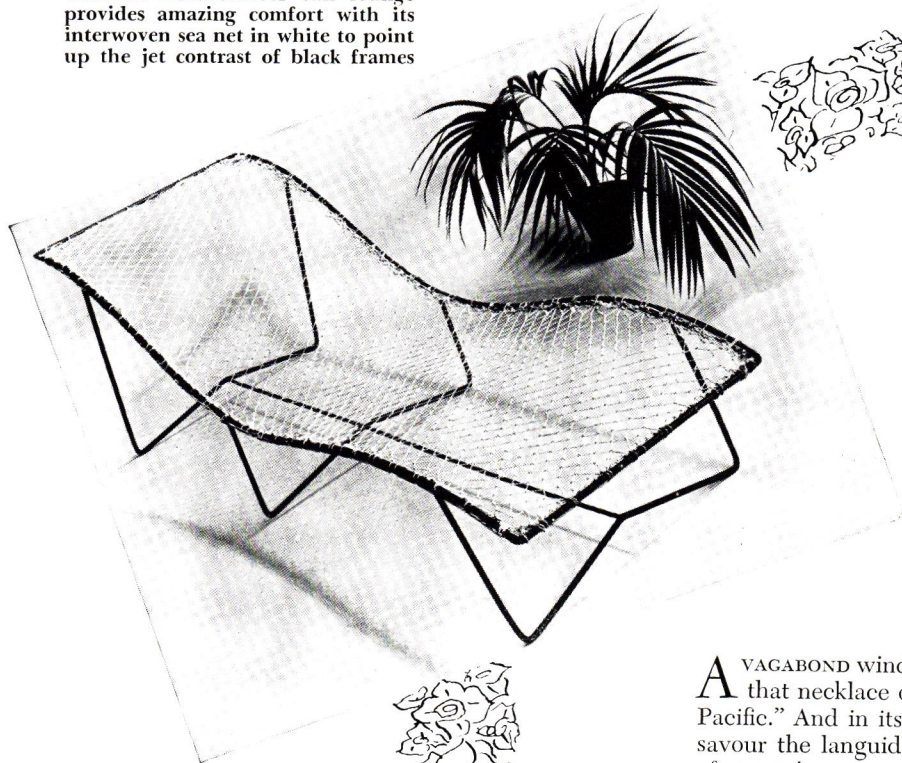 provides amazing comfort with its
interwoven sea net in white to point
up the jet contrast of black frames
A VAGABOND wind
that necklace
Pacific.” And in its
savour the languid